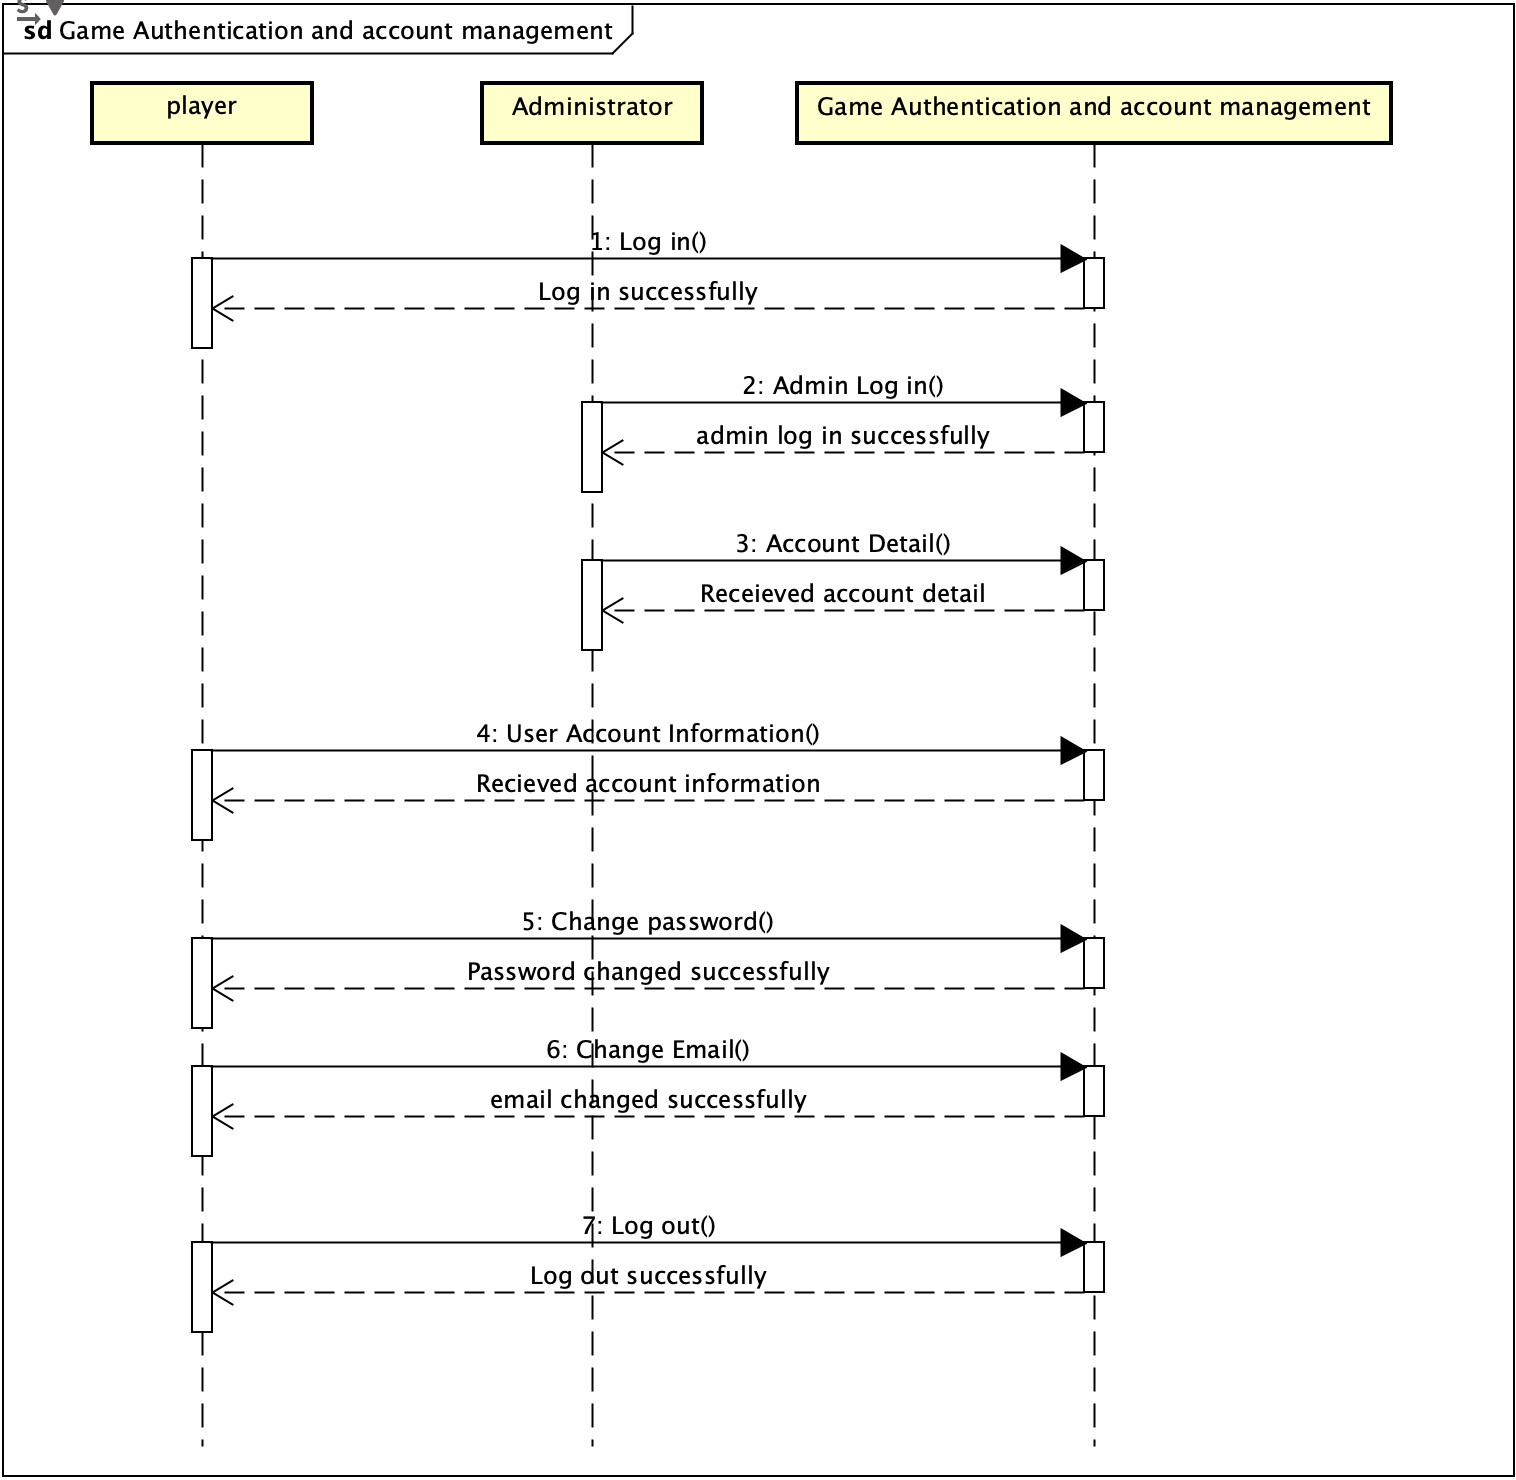 S
sd Game Authentication and account management
player
Administrator
Game Authentication and account management
1: Log in()
Log in successfully
2: Admin Log in()
admin log in successfully
3: Account Detail()
Receieved account detail
4: User Account Information()
Recieved account information
5: Change password()
Password changed successfully
6: Change Email()
email changed successfully
7: Log out()
Log out successfully